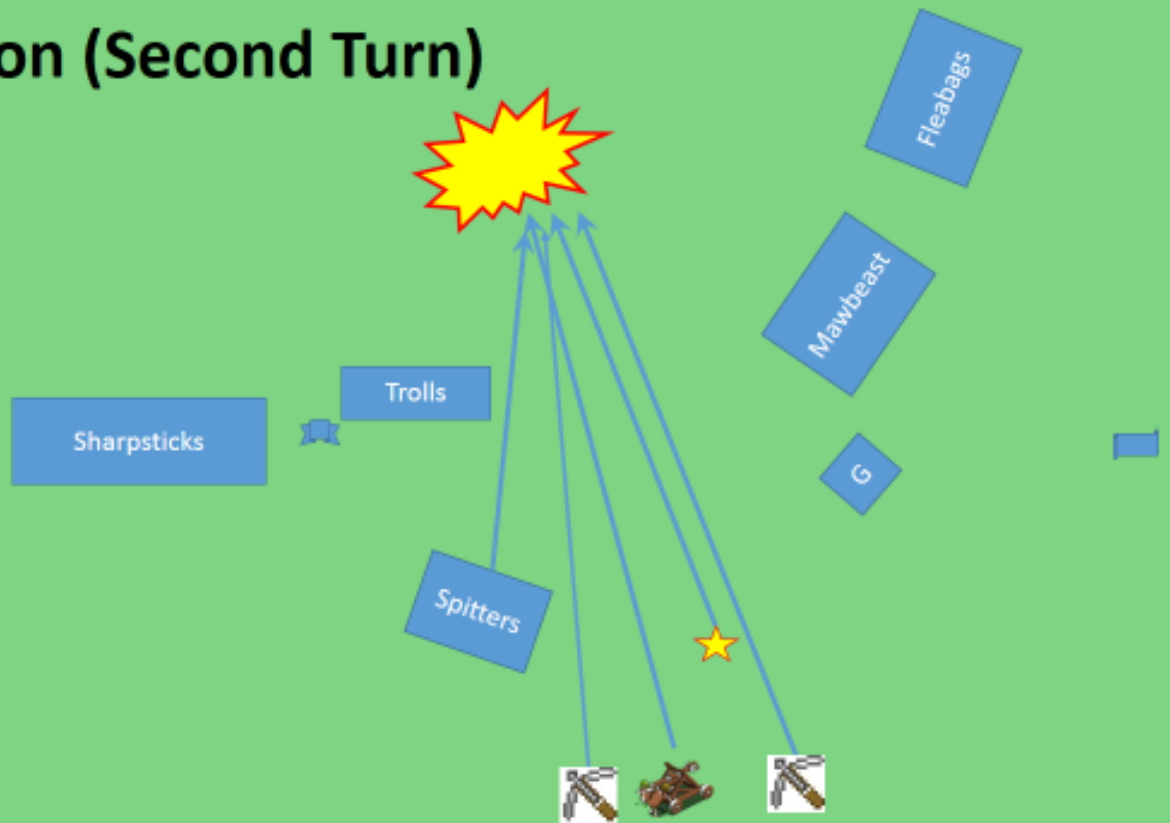 on (Second Turn)
Fleabags
Mawbeast
Trolls
Sharpsticks
G
Spitters